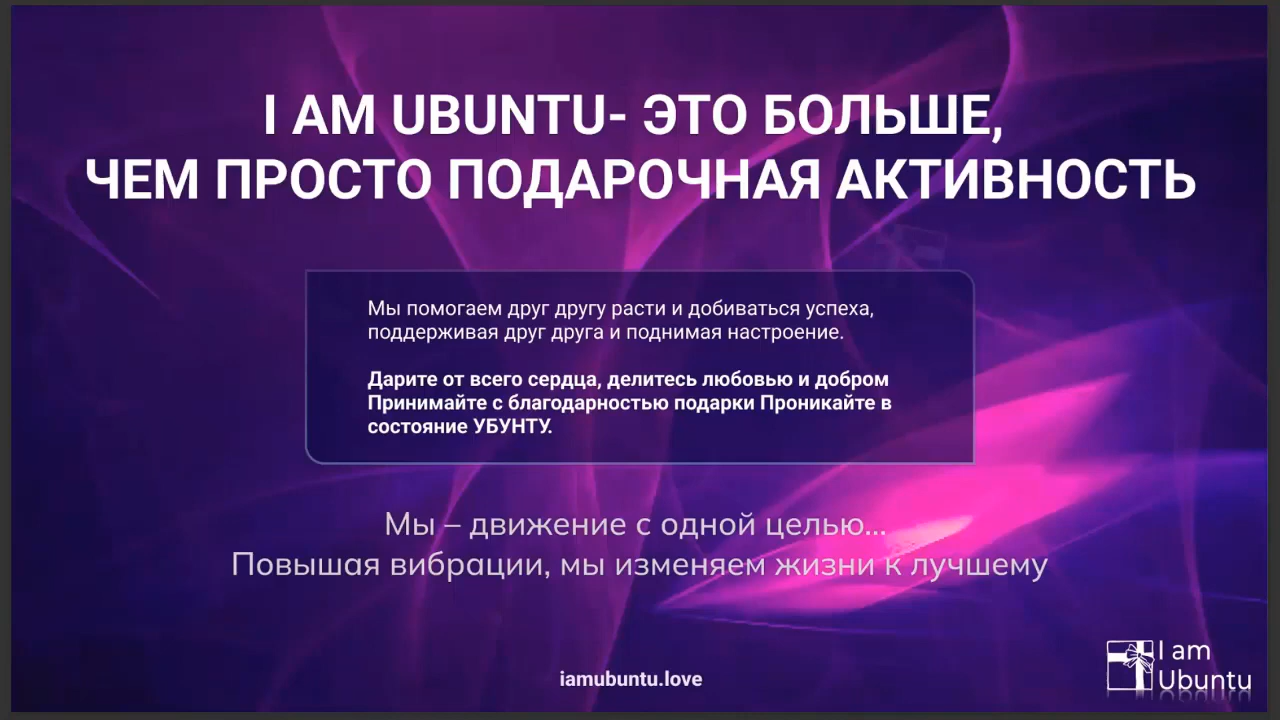 I AM UBUNTU- ЭТО БОЛЬШЕ,
ЧЕМ ПРОСТО ПОДАРОЧНАЯ АКТИВНОСТЬ
Мы помогаем друг другу расти и добиваться успеха,
поддерживая друг друга и поднимая настроение.
Дарите от всего сердца, делитесь любовью и добром
Принимайте с благодарностью подарки Проникайте в
состояние УБУНТУ.
Мы – движение с одной целью...
Повышая вибрации, мы изменяем жизни к лучшему
iamubuntu.love
I am
Ubuntu